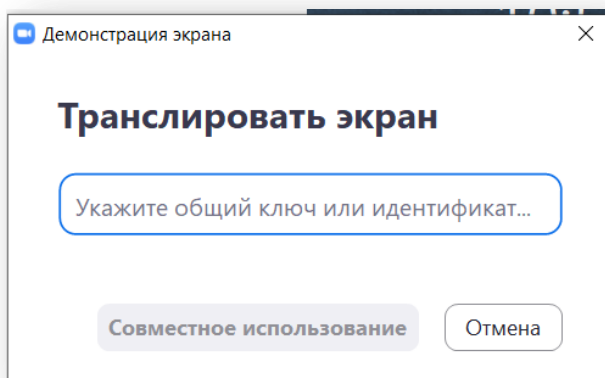 Демонстрация экрана
Транслировать экран
Укажите общий ключ или идентификат...
Совместное использование
Отмена